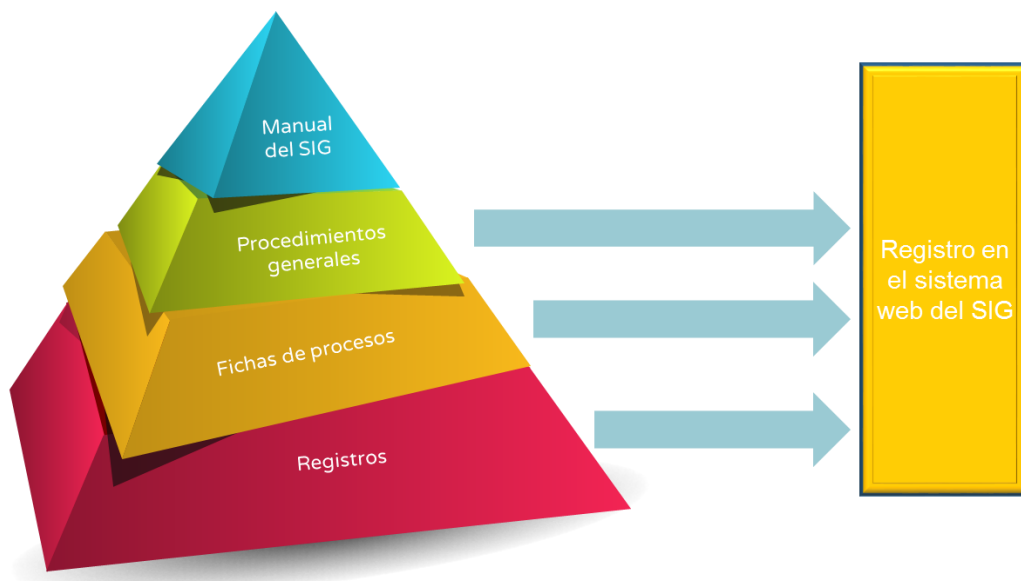 Manual
del SIG
Procedimientos
generales
Fichas de procesos
Registros
Registro en
el sistema
web del SIG